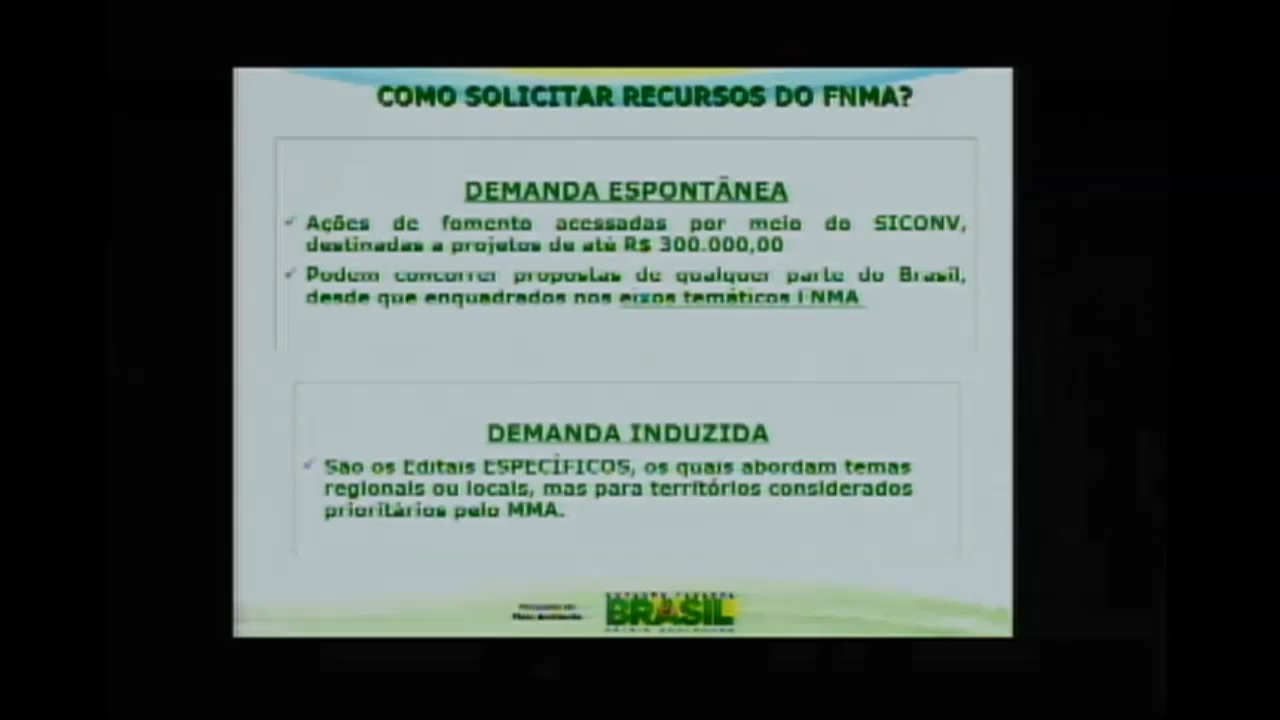 COMO SOLICITAR RECURSOS DO FNMA?
DEMANDA ESPONTÂNEA
Ações de fomento acessadas por meio do SICONV,
destinadas a projetos de até R$ 300.000,00
Podem concorrer propostas de qualquer parte do Brasil,
desde que enquadrados nos eixos temáticos FNMA
DEMANDA INDUZIDA
São os Editais ESPECÍFICOS, os quais abordam temas
regionais ou locais, mas para territórios considerados
prioritários pelo MMA.
BRASIL